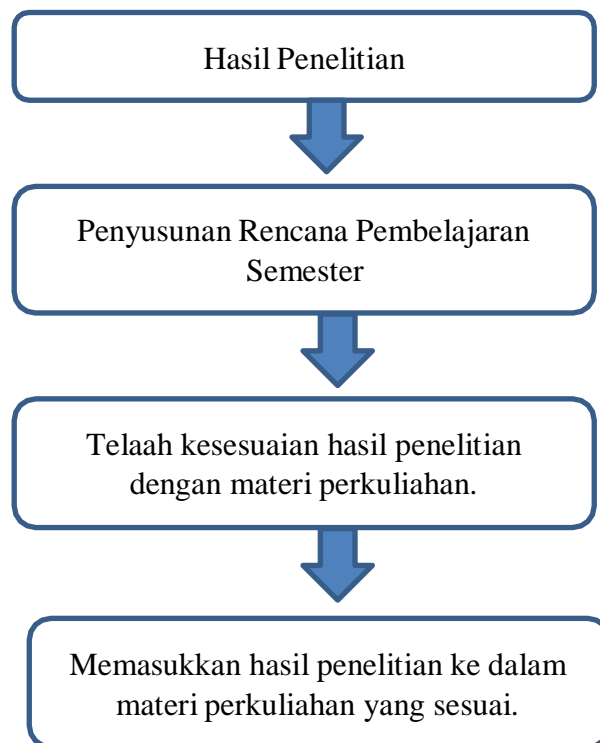 Hasil Penelitian
Penyusunan Rencana Pembelajaran
Semester
Telaah kesesuaian hasil penelitian
dengan materi perkuliahan.
Memasukkan hasil penelitian ke dalam
materi perkuliahan yang sesuai.